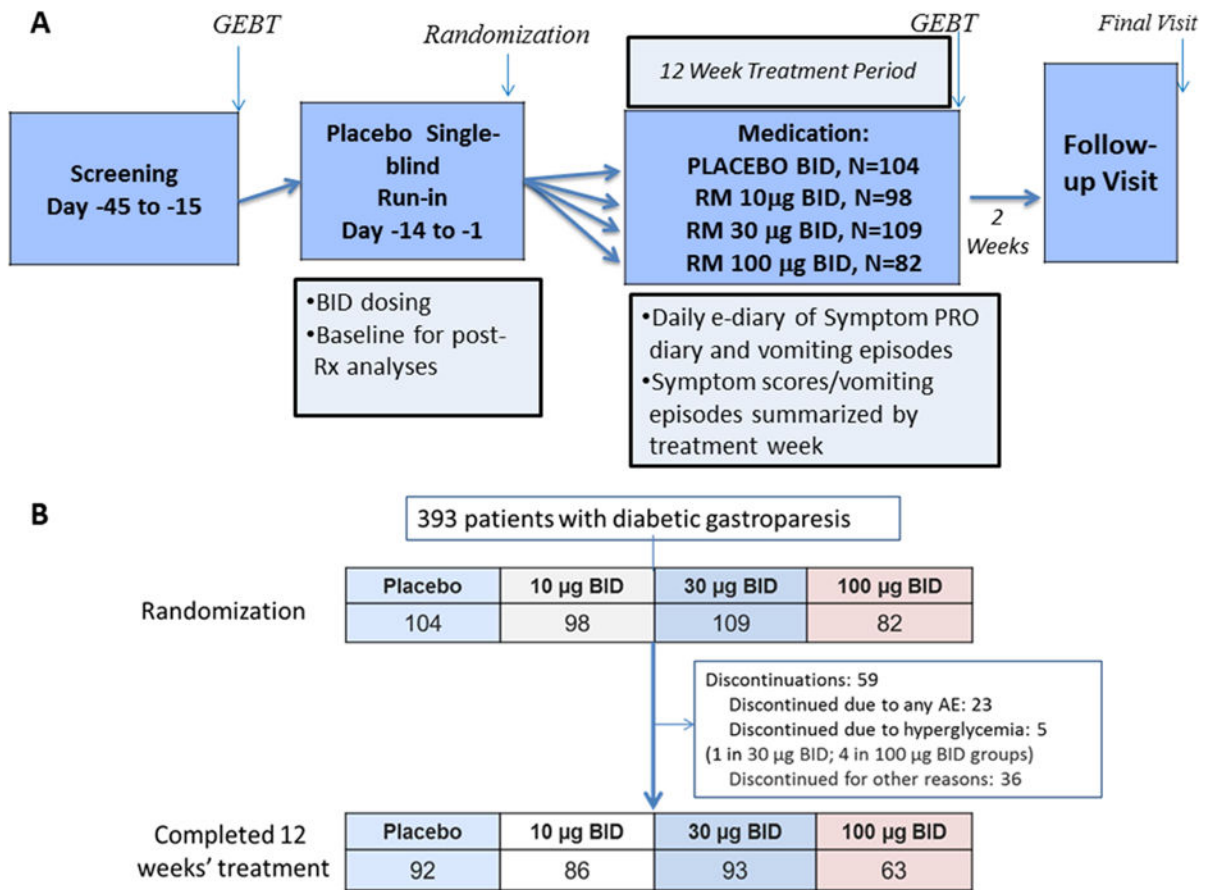 A
GEBT
Randomization
GEBT
Final Visit
12 Week Treatment Period
Screening
Day -45 to -15
Placebo Single-
blind
Run-in
Day -14 to -1
Medication:
PLACEBO BID, N=104
RM 10µg BID, N=98
RM 30 µg BID, N=109
RM 100 µg BID, N=82
2
Weeks
Follow-
up Visit
•BID dosing
•Baseline for post-
Rx analyses
•Daily e-diary of Symptom PRO
diary and vomiting episodes
•Symptom scores/vomiting
episodes summarized by
treatment week
B
393 patients with diabetic gastroparesis
Placebo 10 µg BID 30 µg BID 100 µg BID
Randomization
104 98 109 82
Discontinuations: 59
Discontinued due to any AE: 23
Discontinued due to hyperglycemia: 5
(1 in 30 µg BID; 4 in 100 µg BID groups)
Discontinued for other reasons: 36
Completed 12
weeks’ treatment
Placebo 10 µg BID 30 µg BID 100 µg BID
92 86 93 63